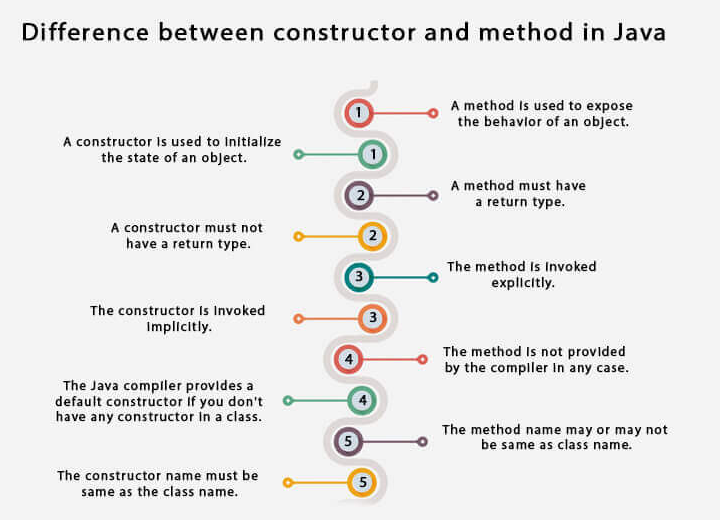 Difference between constructor and method in Java
1
A method is used to expose
the behavior of an object.
A constructor is used to initialize
the state of an object.
1
2
A method must have
a return type.
A constructor must not
have a return type.
2
3
The method is invoked
explicitly.
The constructor is invoked
implicitly.
3
4
The method is not provided
by the compiler in any case.
The Java compiler provides a
default constructor if you don't
have any constructor in a class.
4
5
The method name may or may not
be same as class name.
The constructor name must be
same as the class name.
5